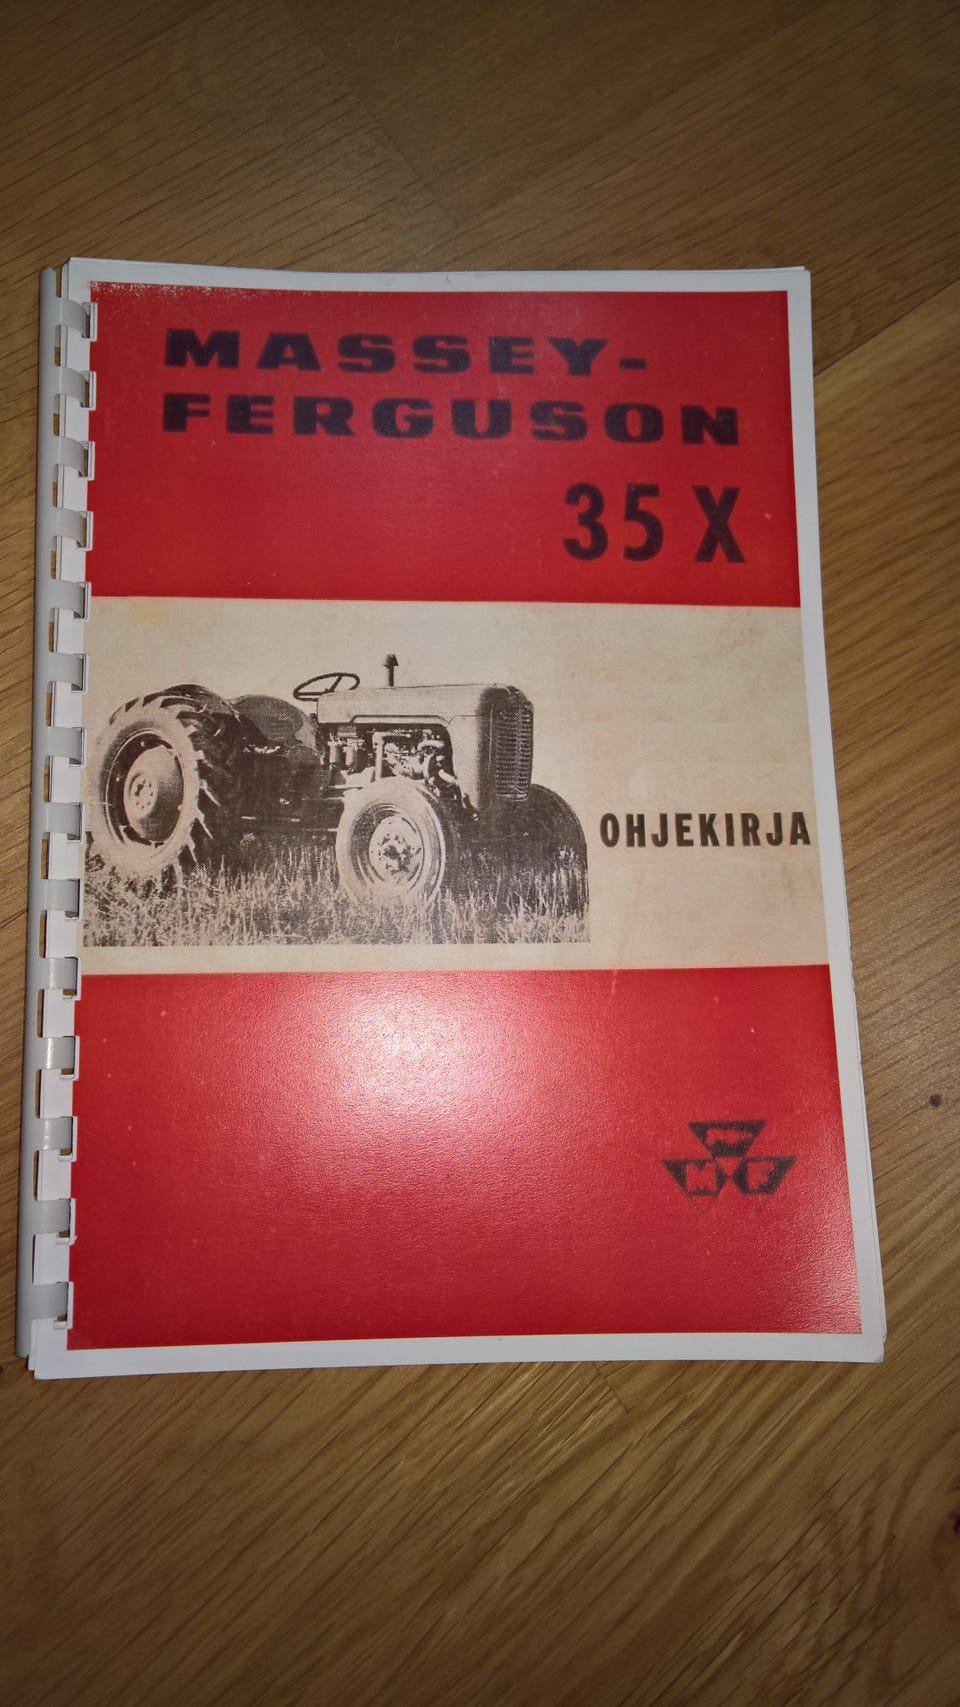 MASSEY-
FERGUSON
35 X
OHJEKIRJA
M F